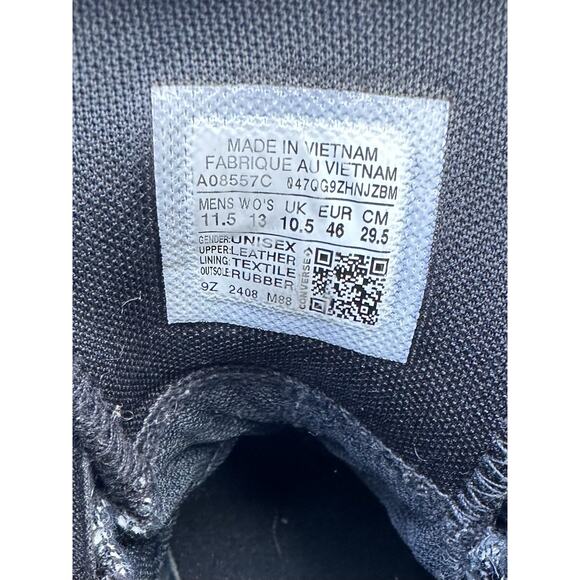 MADE IN VIETNAM
FABRIQUE AU VIETNAM
A08557C 047QG9ZHNJZBM
MENS WO'S UK EUR CM
11.5 13 10.5 46 29.5
GENDER: UNISEX
UPPER: LEATHER
LINING: TEXTILE
OUTSOLE: RUBBER
CONVERSE
9Z 2408 M88